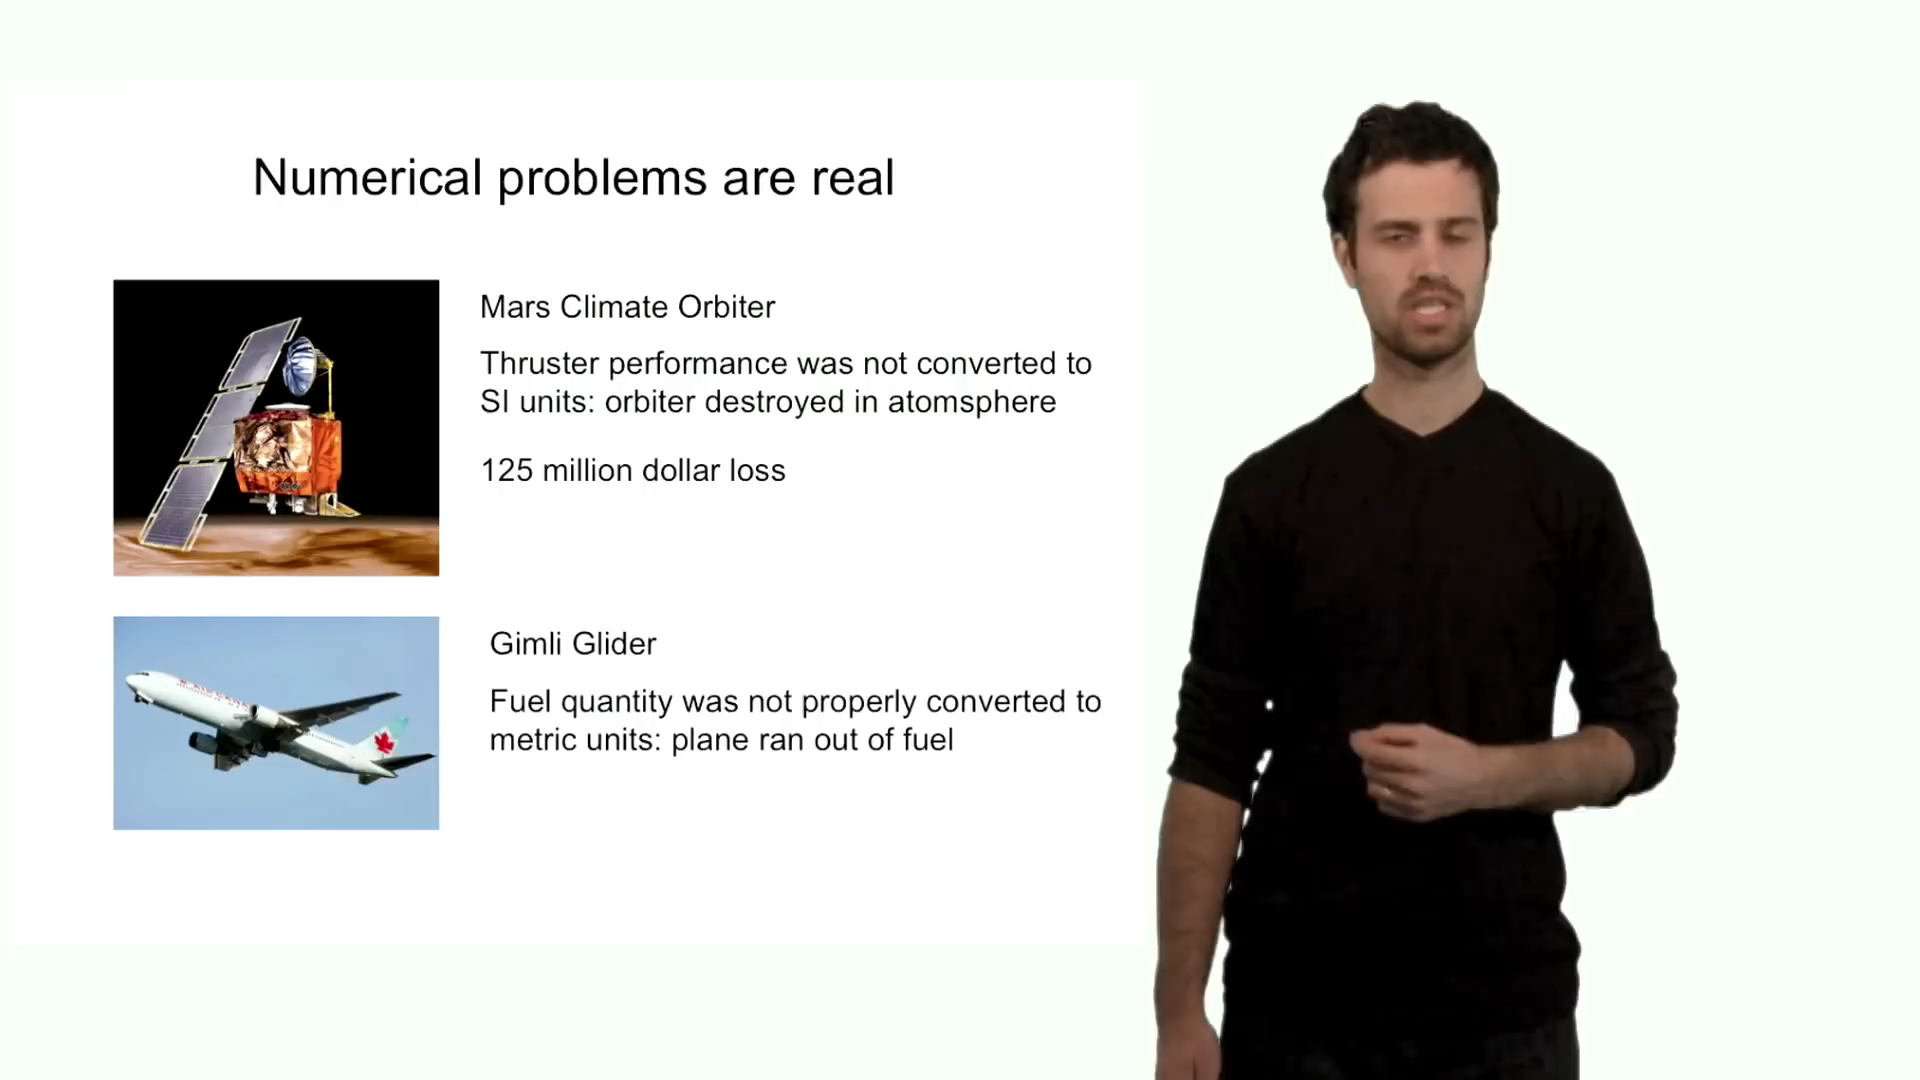 Numerical problems are real
Mars Climate Orbiter
Thruster performance was not converted to
SI units: orbiter destroyed in atomsphere
125 million dollar loss
Gimli Glider
Fuel quantity was not properly converted to
metric units: plane ran out of fuel